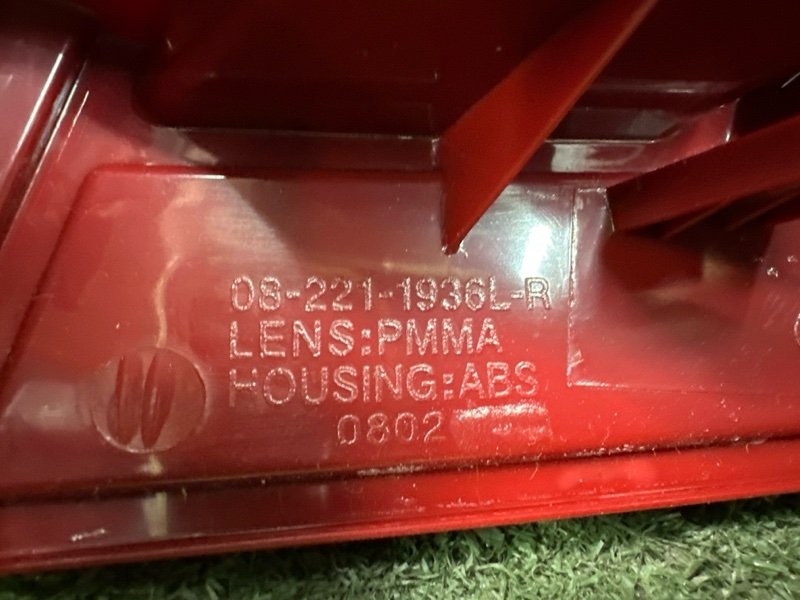 08-221-1936L-R
LENS:PMMA
HOUSING:ABS
0802